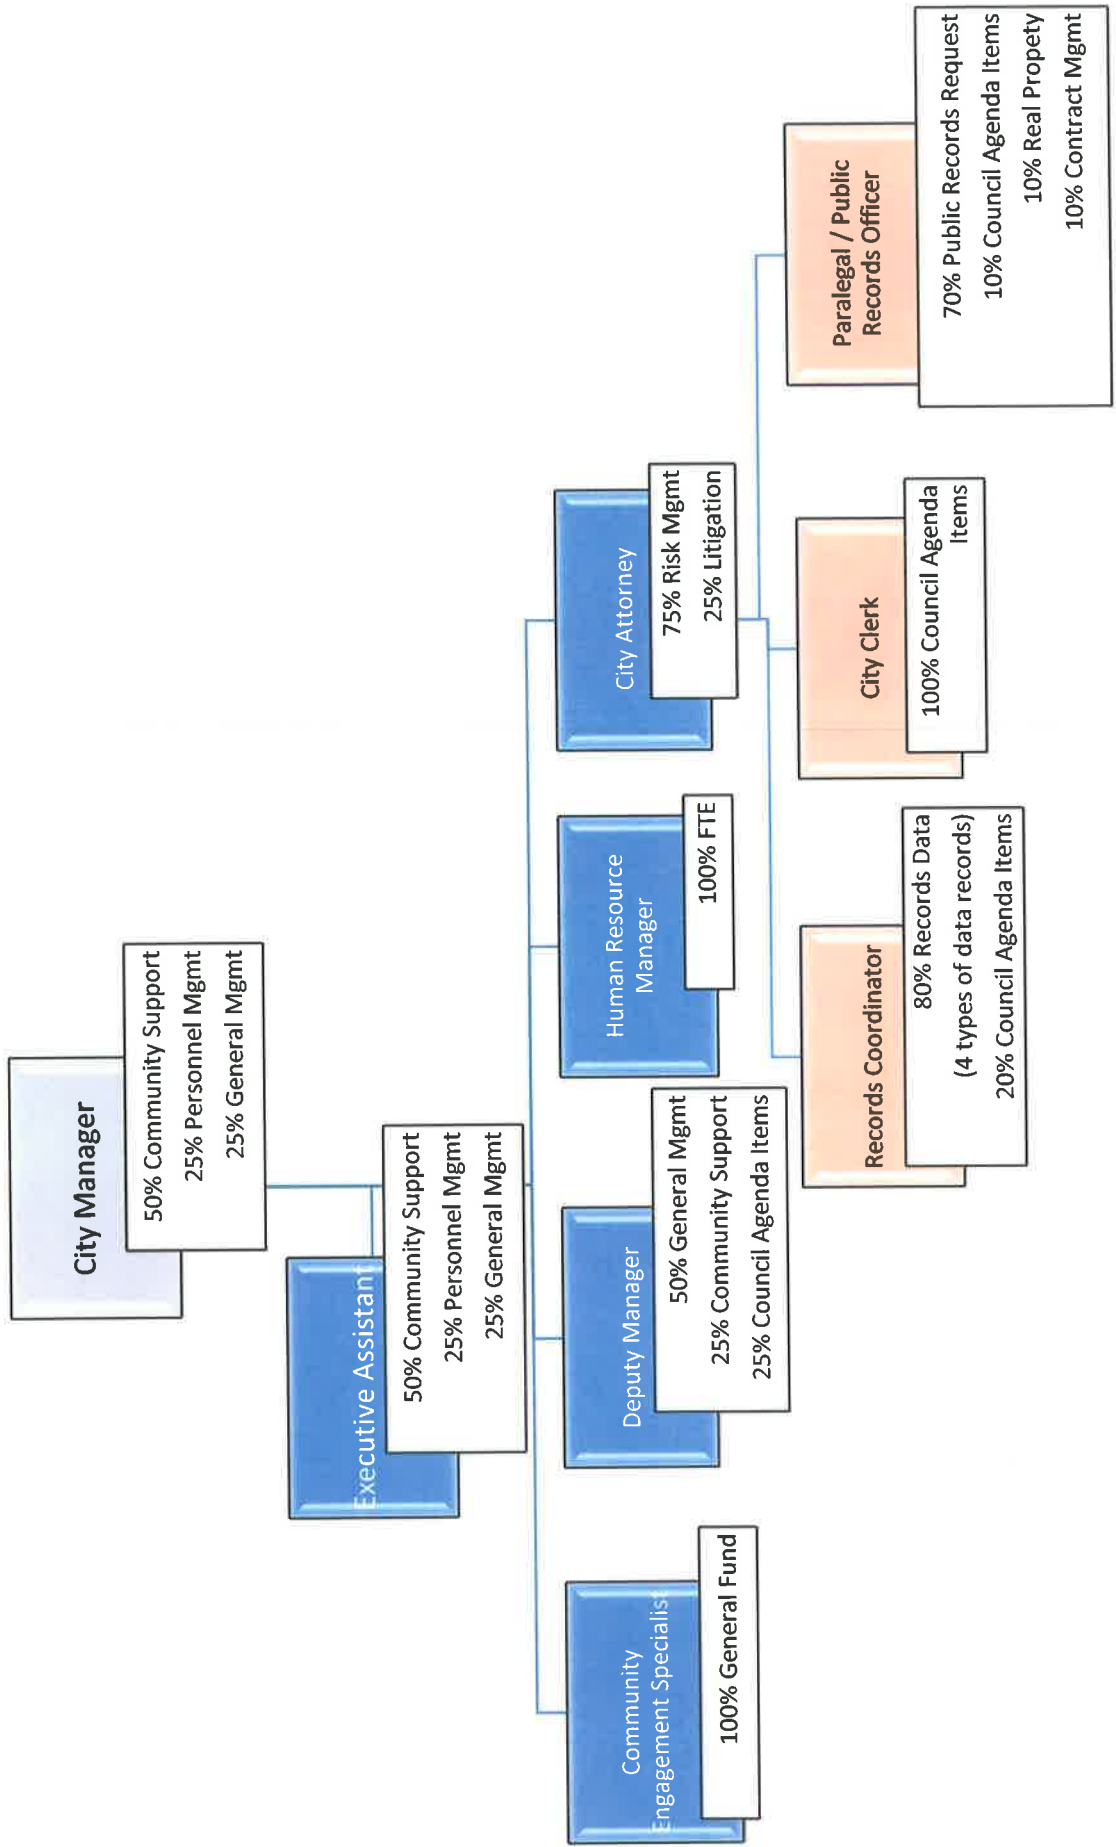 City Manager
50% Community Support
25% Personnel Mgmt
25% General Mgmt
Executive Assistant
50% Community Support
25% Personnel Mgmt
25% General Mgmt
Community
Engagement Specialist
100% General Fund
Deputy Manager
50% General Mgmt
25% Community Support
25% Council Agenda Items
Human Resource
Manager
100% FTE
City Attorney
75% Risk Mgmt
25% Litigation
Records Coordinator
80% Records Data
(4 types of data records)
20% Council Agenda Items
City Clerk
100% Council Agenda
Items
Paralegal / Public
Records Officer
70% Public Records Request
10% Council Agenda Items
10% Real Propety
10% Contract Mgmt